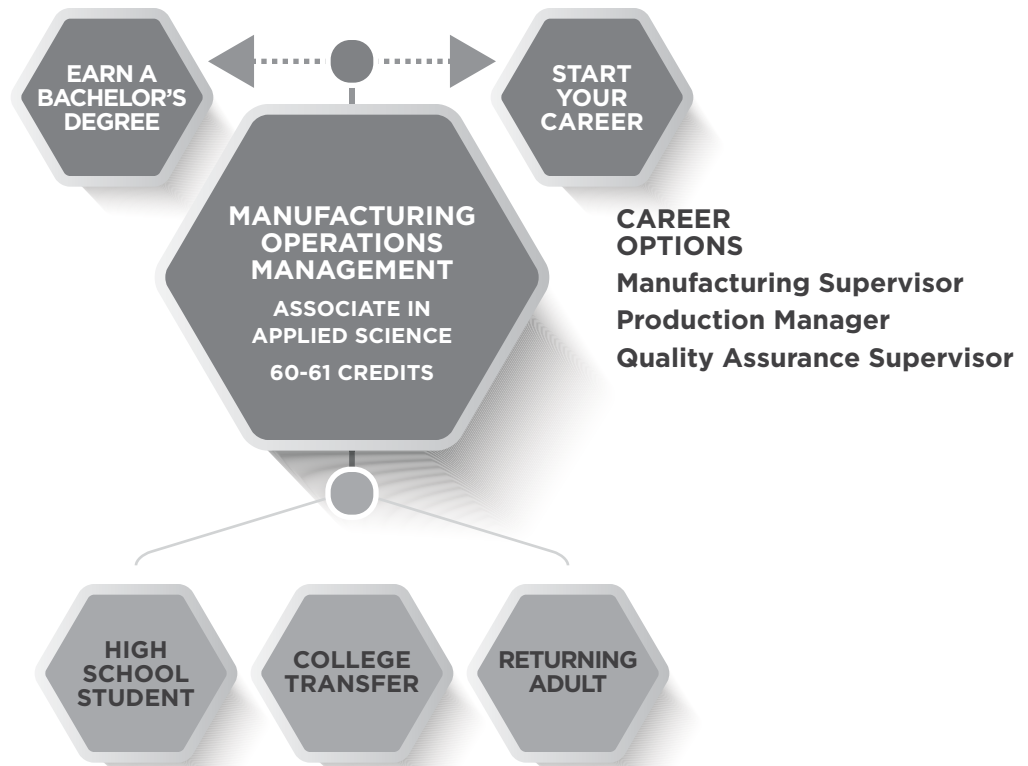 EARN A
BACHELOR'S
DEGREE
START
YOUR
CAREER
MANUFACTURING
OPERATIONS
MANAGEMENT
ASSOCIATE IN
APPLIED SCIENCE
60-61 CREDITS
CAREER
OPTIONS
Manufacturing Supervisor
Production Manager
Quality Assurance Supervisor
HIGH
SCHOOL
STUDENT
COLLEGE
TRANSFER
RETURNING
ADULT